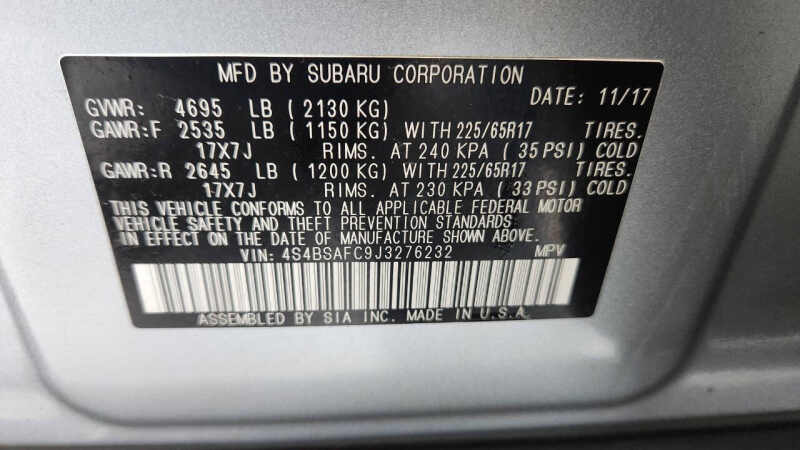 MFD BY SUBARU CORPORATION
DATE: 11/17
GVWR: 4695 LB (2130 KG)
GAWR:F 2535 LB (1150 KG) WITH 225/65R17 TIRES.
17X7J RIMS. AT 240 KPA (35 PSI) COLD
GAWR:R 2645 LB (1200 KG) WITH 225/65R17 TIRES.
17X7J RIMS. AT 230 KPA (33 PSI) COLD
THIS VEHICLE CONFORMS TO ALL APPLICABLE FEDERAL MOTOR
VEHICLE SAFETY AND THEFT PREVENTION STANDARDS
IN EFFECT ON THE DATE OF MANUFACTURE SHOWN ABOVE.
VIN: 4S4BSAFC9J3276232 MPV
ASSEMBLED BY SIA INC. MADE IN U.S.A.